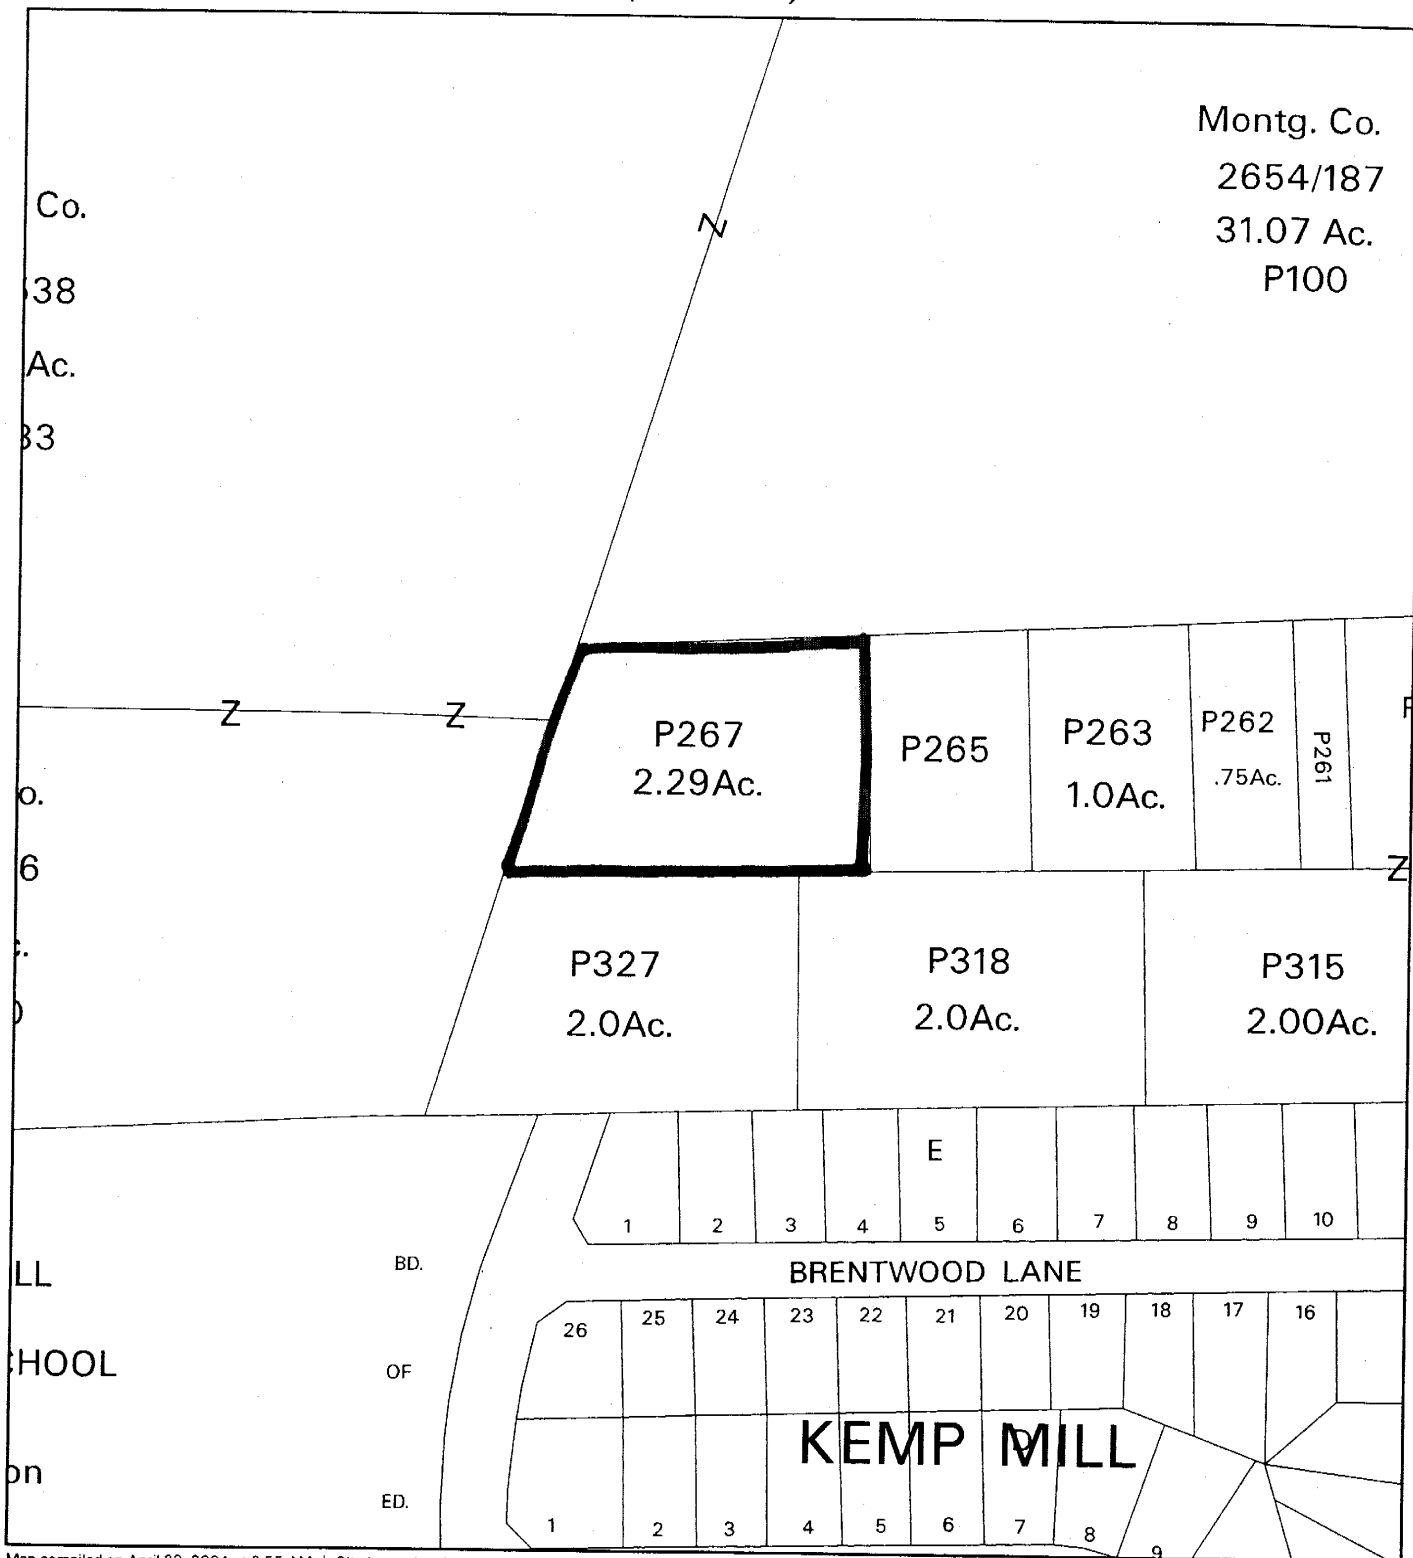 Montg. Co.
2654/187
31.07 Ac.
P100
Co.
38
Ac.
33
Z
Z
Z
P267
2.29Ac.
P265
P263
1.0Ac.
P262
.75Ac.
P261
Z
6
P327
2.0Ac.
P318
2.0Ac.
P315
2.00Ac.
E
1 2 3 4 5 6 7 8 9 10
BRENTWOOD LANE
26 25 24 23 22 21 20 19 18 17 16
BD.
OF
ED.
LL
HOOL
on
KEMP MILL
D
1 2 3 4 5 6 7 8 9